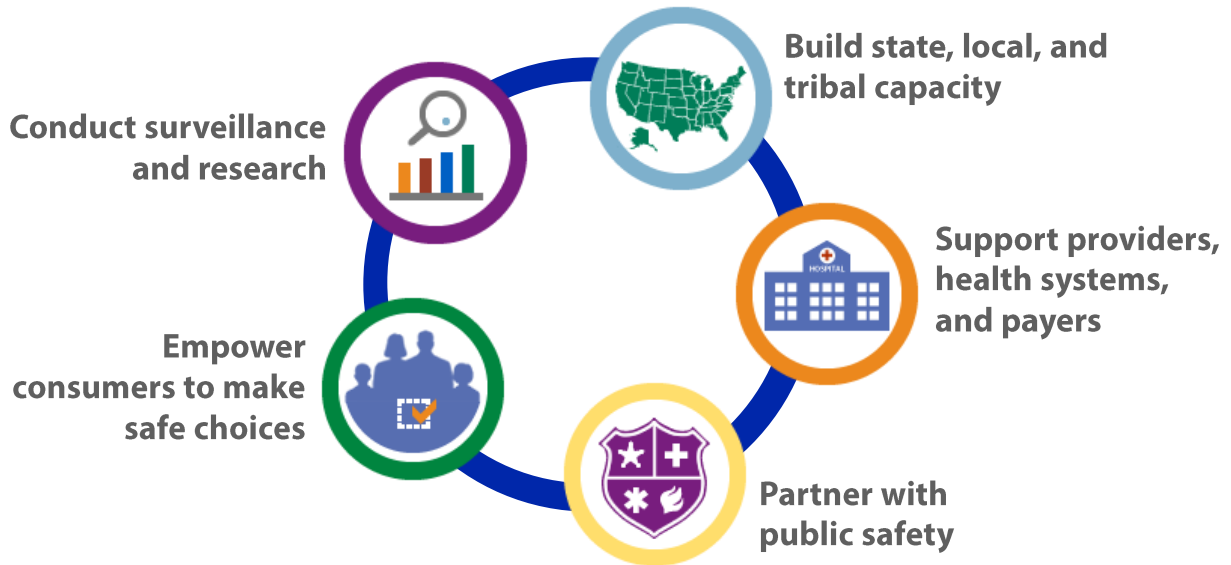 Build state, local, and
tribal capacity
Conduct surveillance
and research
Support providers,
health systems,
and payers
HOSPITAL
Empower
consumers to make
safe choices
Partner with
public safety